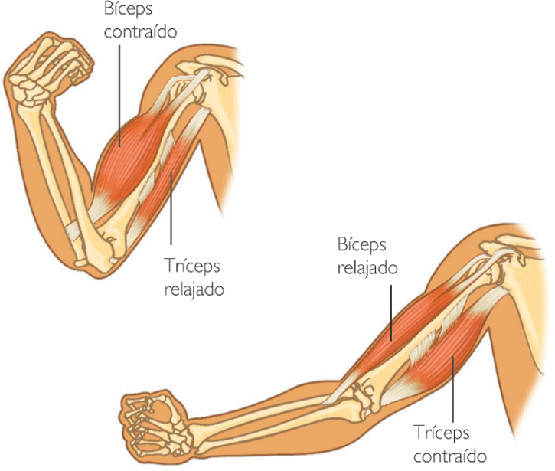 Bíceps
contraído
Tríceps
relajado
Bíceps
relajado
Tríceps
contraído